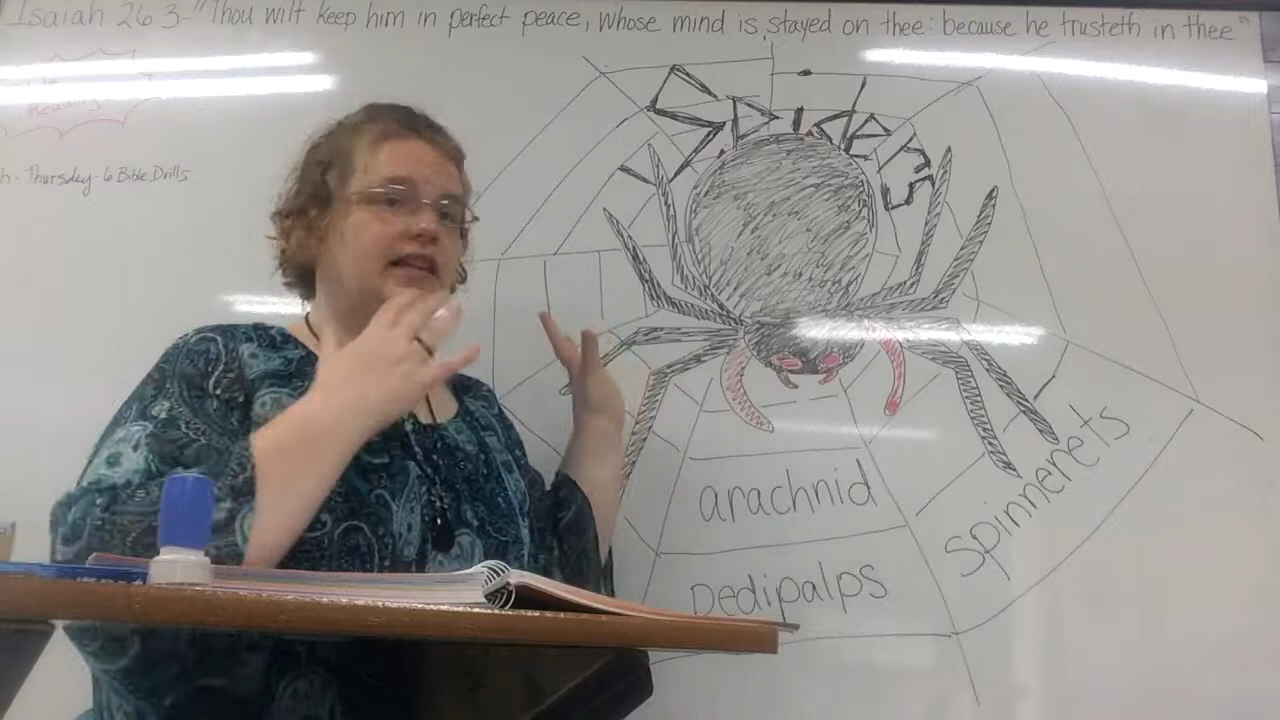 Isaiah 26 3-"Thou wilt keep him in perfect peace, whose mind is stayed on thee: because he trusteth in thee"
Reading
Spiders
h - Thursday - 6 Bible Drills
arachnid
spinnerets
pedipalps